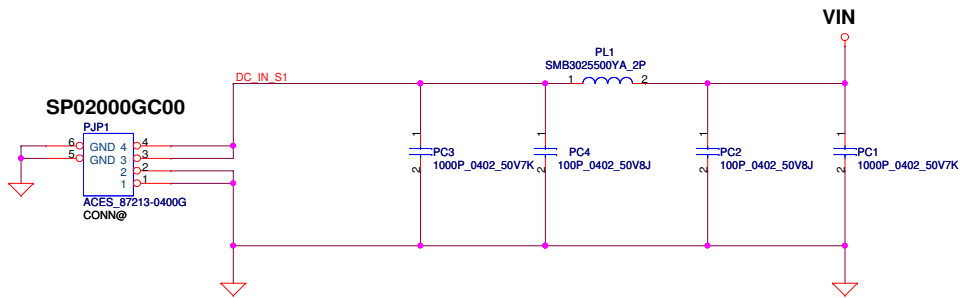 VIN
PL1
SMB3025500YA_2P
DC_IN_S1
1 2
SP02000GC00
PJP1
6 GND 4 4
5 GND 3 3
2 2
1 1
ACES_87213-0400G
CONN@
1 1 1 1
PC3 PC4 PC2 PC1
1000P_0402_50V7K 100P_0402_50V8J 100P_0402_50V8J 1000P_0402_50V7K
2 2 2 2